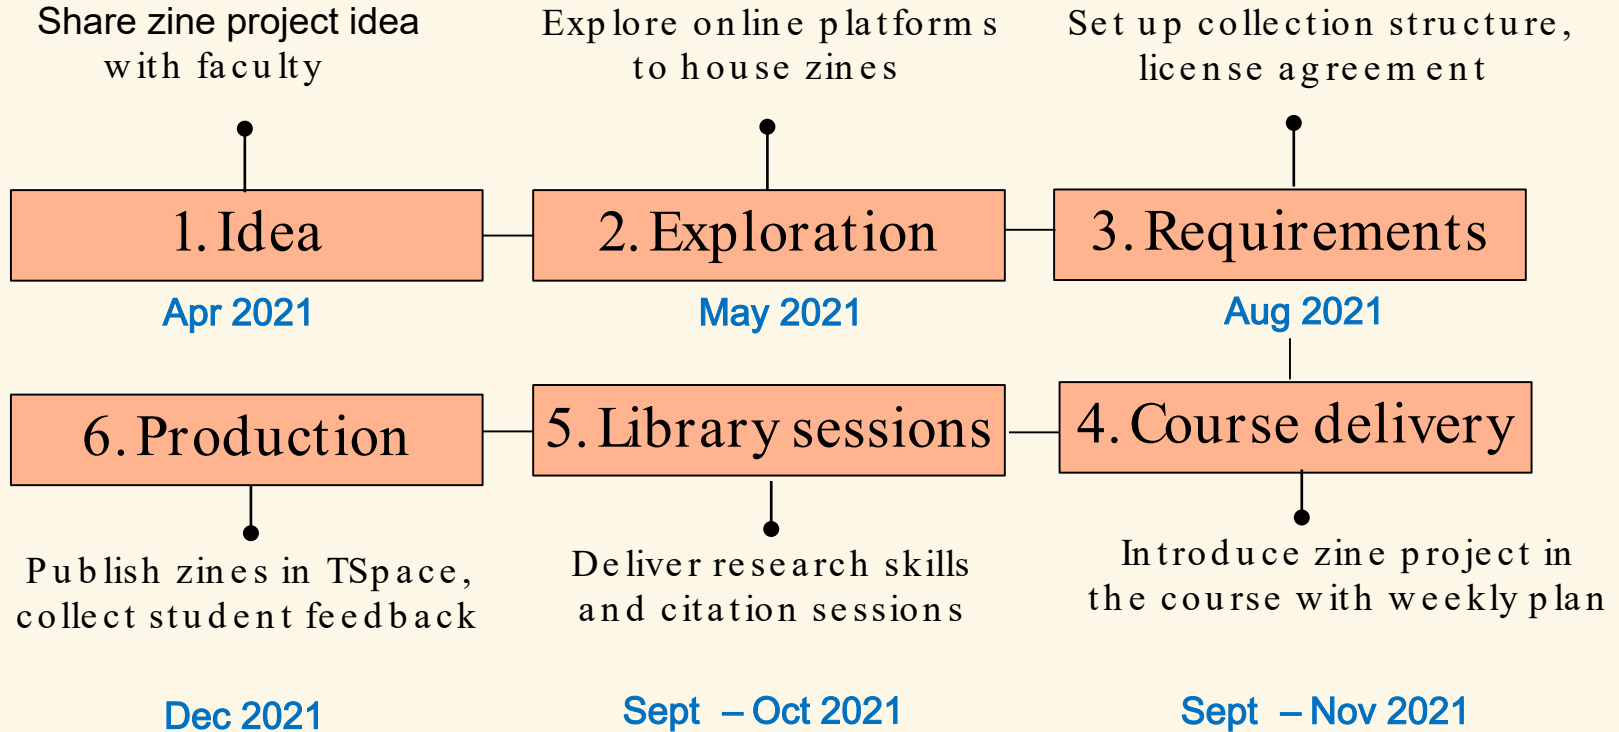 Share zine project idea
with faculty
1. Idea
Apr 2021
Explore online platforms
to house zines
2. Exploration
May 2021
Set up collection structure,
license agreement
3. Requirements
Aug 2021
4. Course delivery
Introduce zine project in
the course with weekly plan
Sept – Nov 2021
5. Library sessions
Deliver research skills
and citation sessions
Sept – Oct 2021
6. Production
Publish zines in TSpace,
collect student feedback
Dec 2021